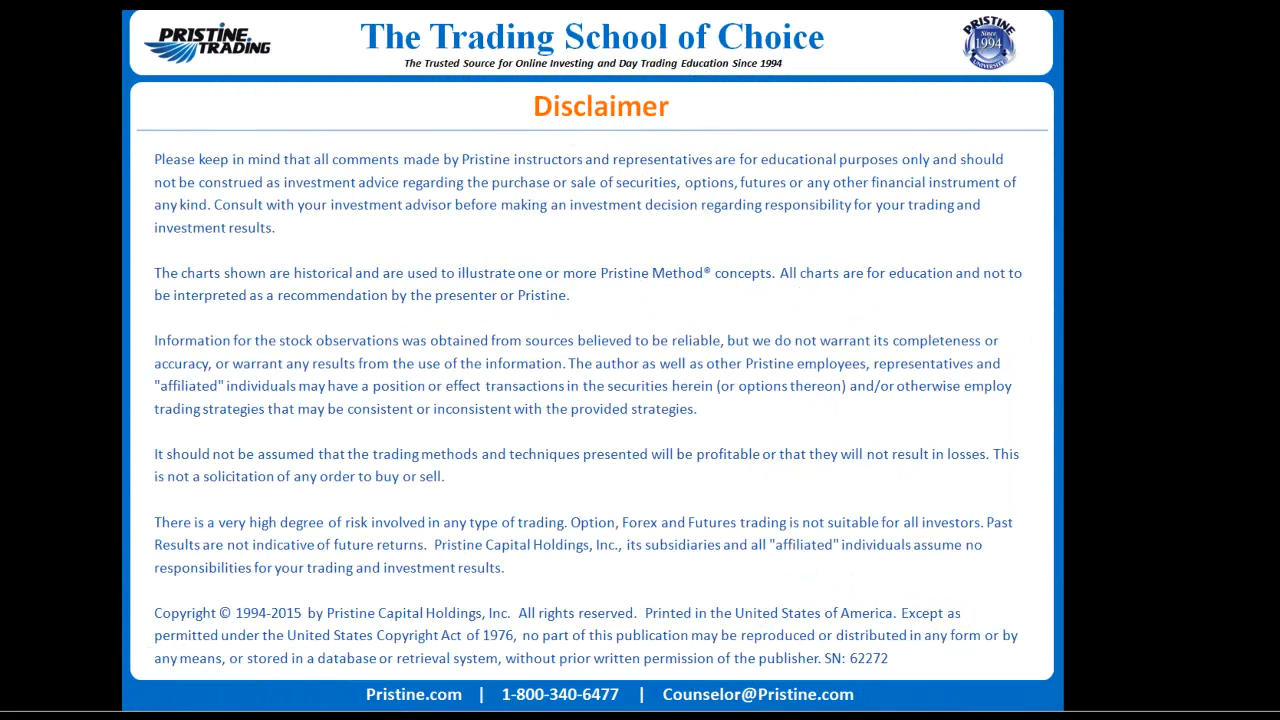 PRISTINE
TRADING
The Trading School of Choice
The Trusted Source for Online Investing and Day Trading Education Since 1994
PRISTINE
Since
1994
UNIVERSITY
Disclaimer
Please keep in mind that all comments made by Pristine instructors and representatives are for educational purposes only and should
not be construed as investment advice regarding the purchase or sale of securities, options, futures or any other financial instrument of
any kind. Consult with your investment advisor before making an investment decision regarding responsibility for your trading and
investment results.
The charts shown are historical and are used to illustrate one or more Pristine Method® concepts. All charts are for education and not to
be interpreted as a recommendation by the presenter or Pristine.
Information for the stock observations was obtained from sources believed to be reliable, but we do not warrant its completeness or
accuracy, or warrant any results from the use of the information. The author as well as other Pristine employees, representatives and
"affiliated" individuals may have a position or effect transactions in the securities herein (or options thereon) and/or otherwise employ
trading strategies that may be consistent or inconsistent with the provided strategies.
It should not be assumed that the trading methods and techniques presented will be profitable or that they will not result in losses. This
is not a solicitation of any order to buy or sell.
There is a very high degree of risk involved in any type of trading. Option, Forex and Futures trading is not suitable for all investors. Past
Results are not indicative of future returns.  Pristine Capital Holdings, Inc., its subsidiaries and all "affiliated" individuals assume no
responsibilities for your trading and investment results.
Copyright © 1994-2015  by Pristine Capital Holdings, Inc.  All rights reserved.  Printed in the United States of America. Except as
permitted under the United States Copyright Act of 1976, no part of this publication may be reproduced or distributed in any form or by
any means, or stored in a database or retrieval system, without prior written permission of the publisher. SN: 62272
Pristine.com | 1-800-340-6477 | Counselor@Pristine.com